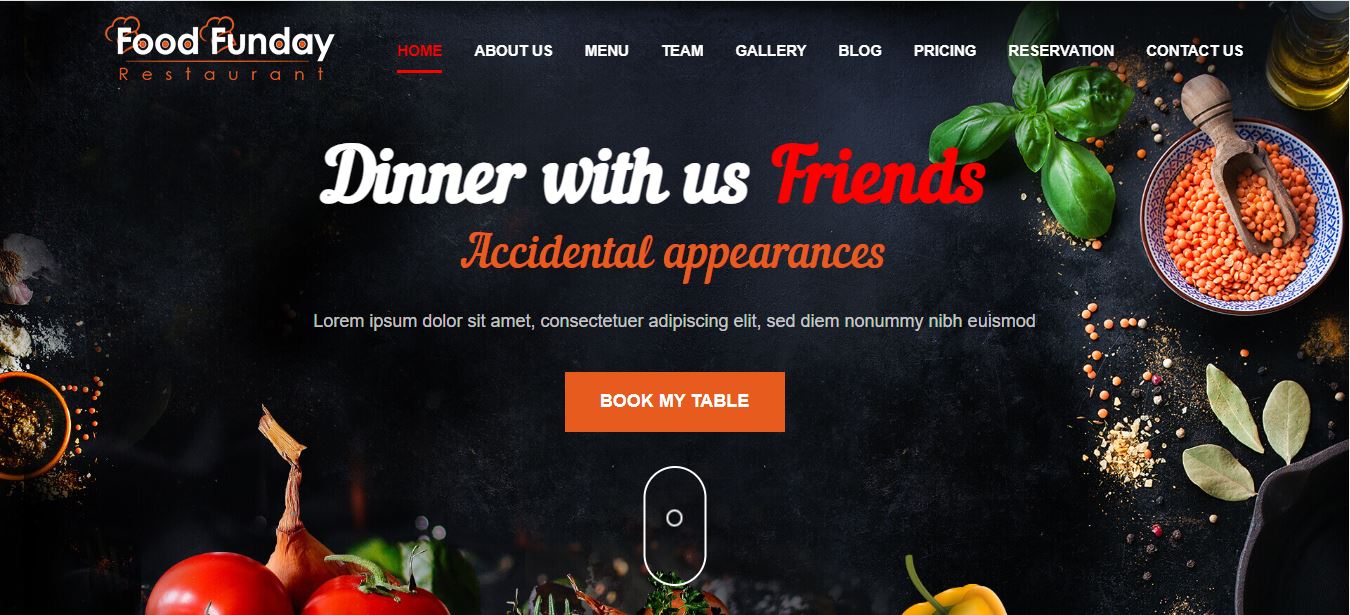 Food Funday
Restaurant
HOME ABOUT US MENU TEAM GALLERY BLOG PRICING RESERVATION CONTACT US
Dinner with us Friends
Accidental appearances
Lorem ipsum dolor sit amet, consectetuer adipiscing elit, sed diem nonummy nibh euismod
BOOK MY TABLE